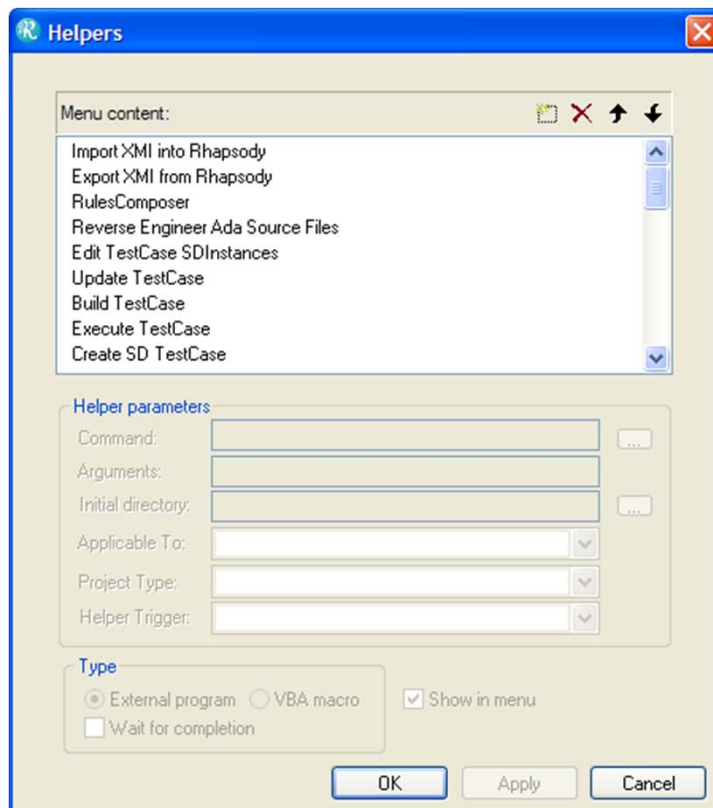 Helpers
Menu content:
Import XMI into Rhapsody
Export XMI from Rhapsody
RulesComposer
Reverse Engineer Ada Source Files
Edit TestCase SDInstances
Update TestCase
Build TestCase
Execute TestCase
Create SD TestCase
Helper parameters
Command: ...
Arguments:
Initial directory: ...
Applicable To:
Project Type:
Helper Trigger:
Type
External program VBA macro Show in menu
Wait for completion
OK Apply Cancel